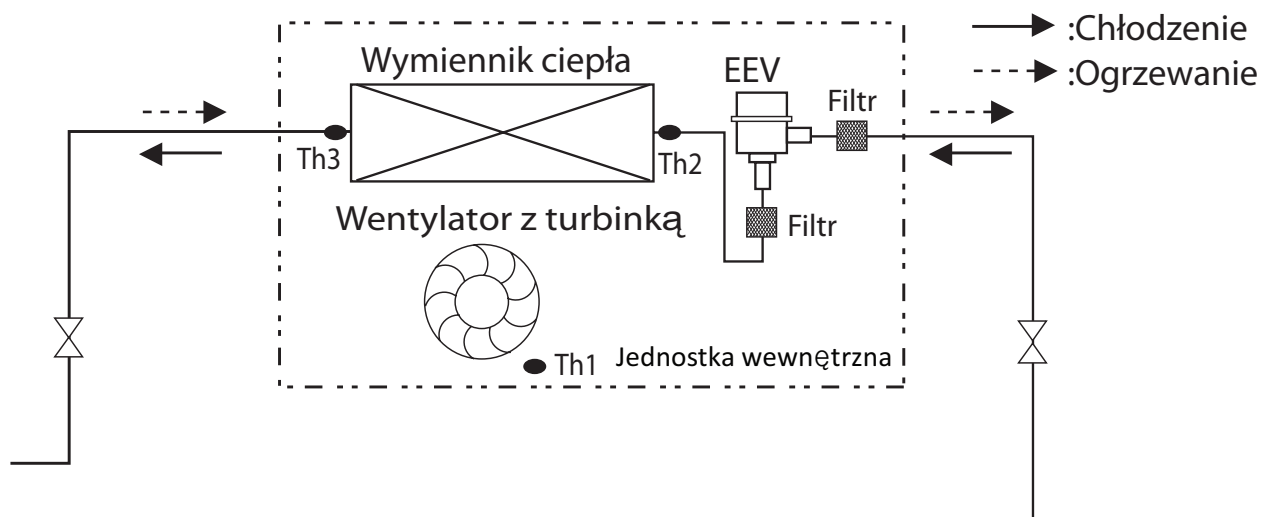 :Chłodzenie
:Ogrzewanie
Wymiennik ciepła
EEV
Filtr
Th3
Th2
Wentylator z turbinką
Filtr
Th1
Jednostka wewnętrzna